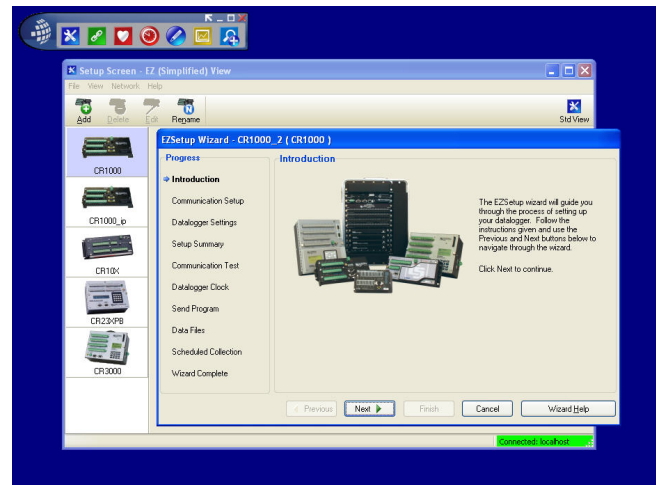 Setup Screen - EZ (Simplified) View
File View Network Help
Add Delete Edit Rename Std View
EZSetup Wizard - CR1000_2 ( CR1000 )
Progress
Introduction
Communication Setup
Datalogger Settings
Setup Summary
Communication Test
Datalogger Clock
Send Program
Data Files
Scheduled Collection
Wizard Complete
Introduction
The EZSetup wizard will guide you
through the process of setting up
your datalogger. Follow the
instructions given and use the
Previous and Next buttons below to
navigate through the wizard.
Click Next to continue.
CR1000
CR1000_ip
CR10X
CR23XPB
CR3000
Previous Next Finish Cancel Wizard Help
Connected: localhost